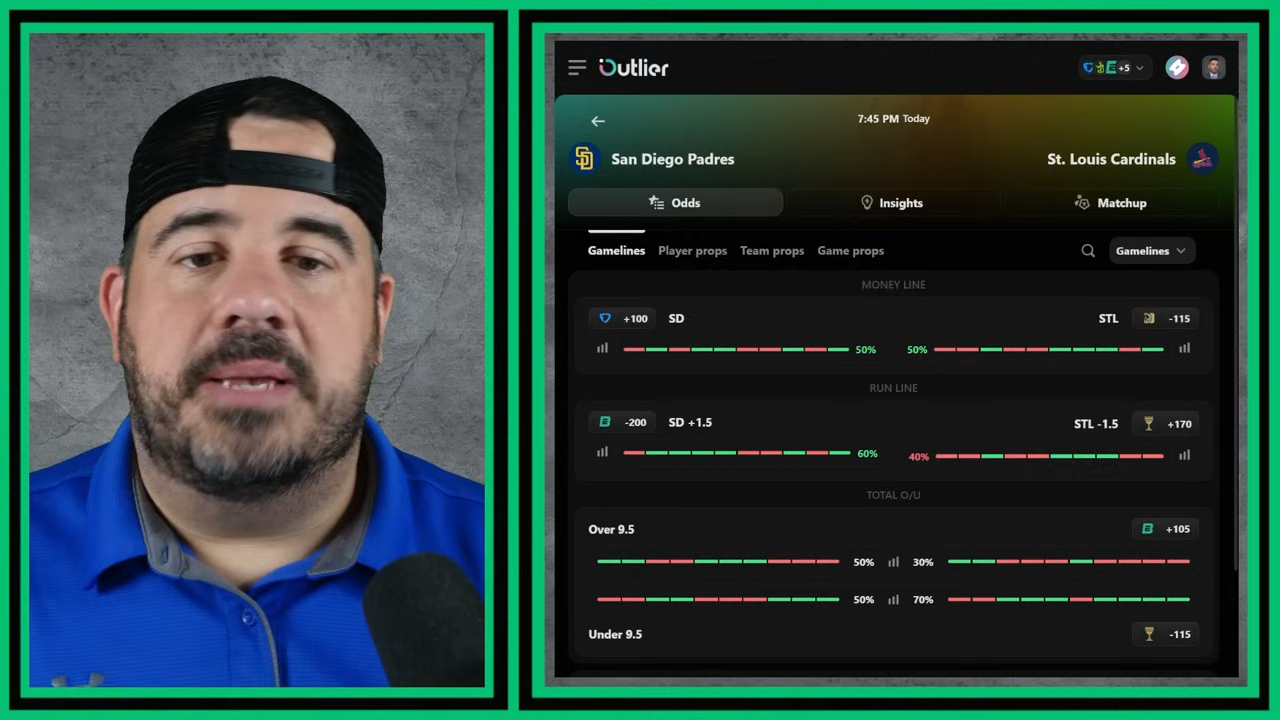 Outlier
+5
7:45 PM Today
San Diego Padres
St. Louis Cardinals
Odds
Insights
Matchup
Gamelines
Player props
Team props
Game props
Gamelines
MONEY LINE
+100 SD
STL -115
50%
50%
RUN LINE
-200 SD +1.5
STL -1.5 +170
60%
40%
TOTAL O/U
Over 9.5
+105
50%
30%
50%
70%
Under 9.5
-115